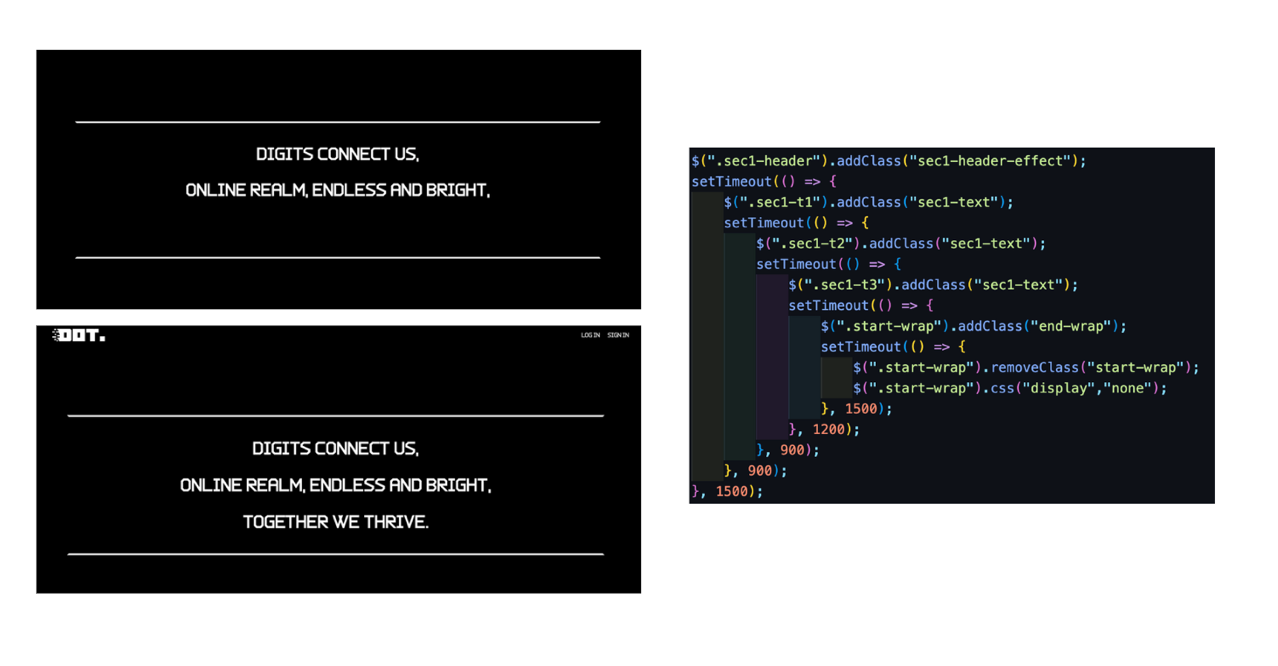 DIGITS CONNECT US,
ONLINE REALM, ENDLESS AND BRIGHT,
DOT.
LOG IN SIGN IN
DIGITS CONNECT US,
ONLINE REALM, ENDLESS AND BRIGHT,
TOGETHER WE THRIVE.
$(".sec1-header").addClass("sec1-header-effect");
setTimeout(() => {
$(".sec1-t1").addClass("sec1-text");
setTimeout(() => {
$(".sec1-t2").addClass("sec1-text");
setTimeout(() => {
$(".sec1-t3").addClass("sec1-text");
setTimeout(() => {
$(".start-wrap").addClass("end-wrap");
setTimeout(() => {
$(".start-wrap").removeClass("start-wrap");
$(".start-wrap").css("display","none");
}, 1500);
}, 1200);
}, 900);
}, 900);
}, 1500);